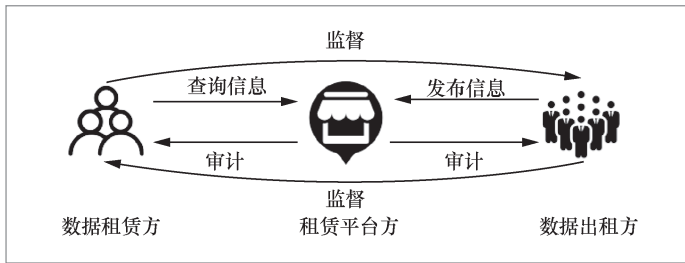 监督
查询信息
发布信息
审计
审计
监督
数据租赁方
租赁平台方
数据出租方